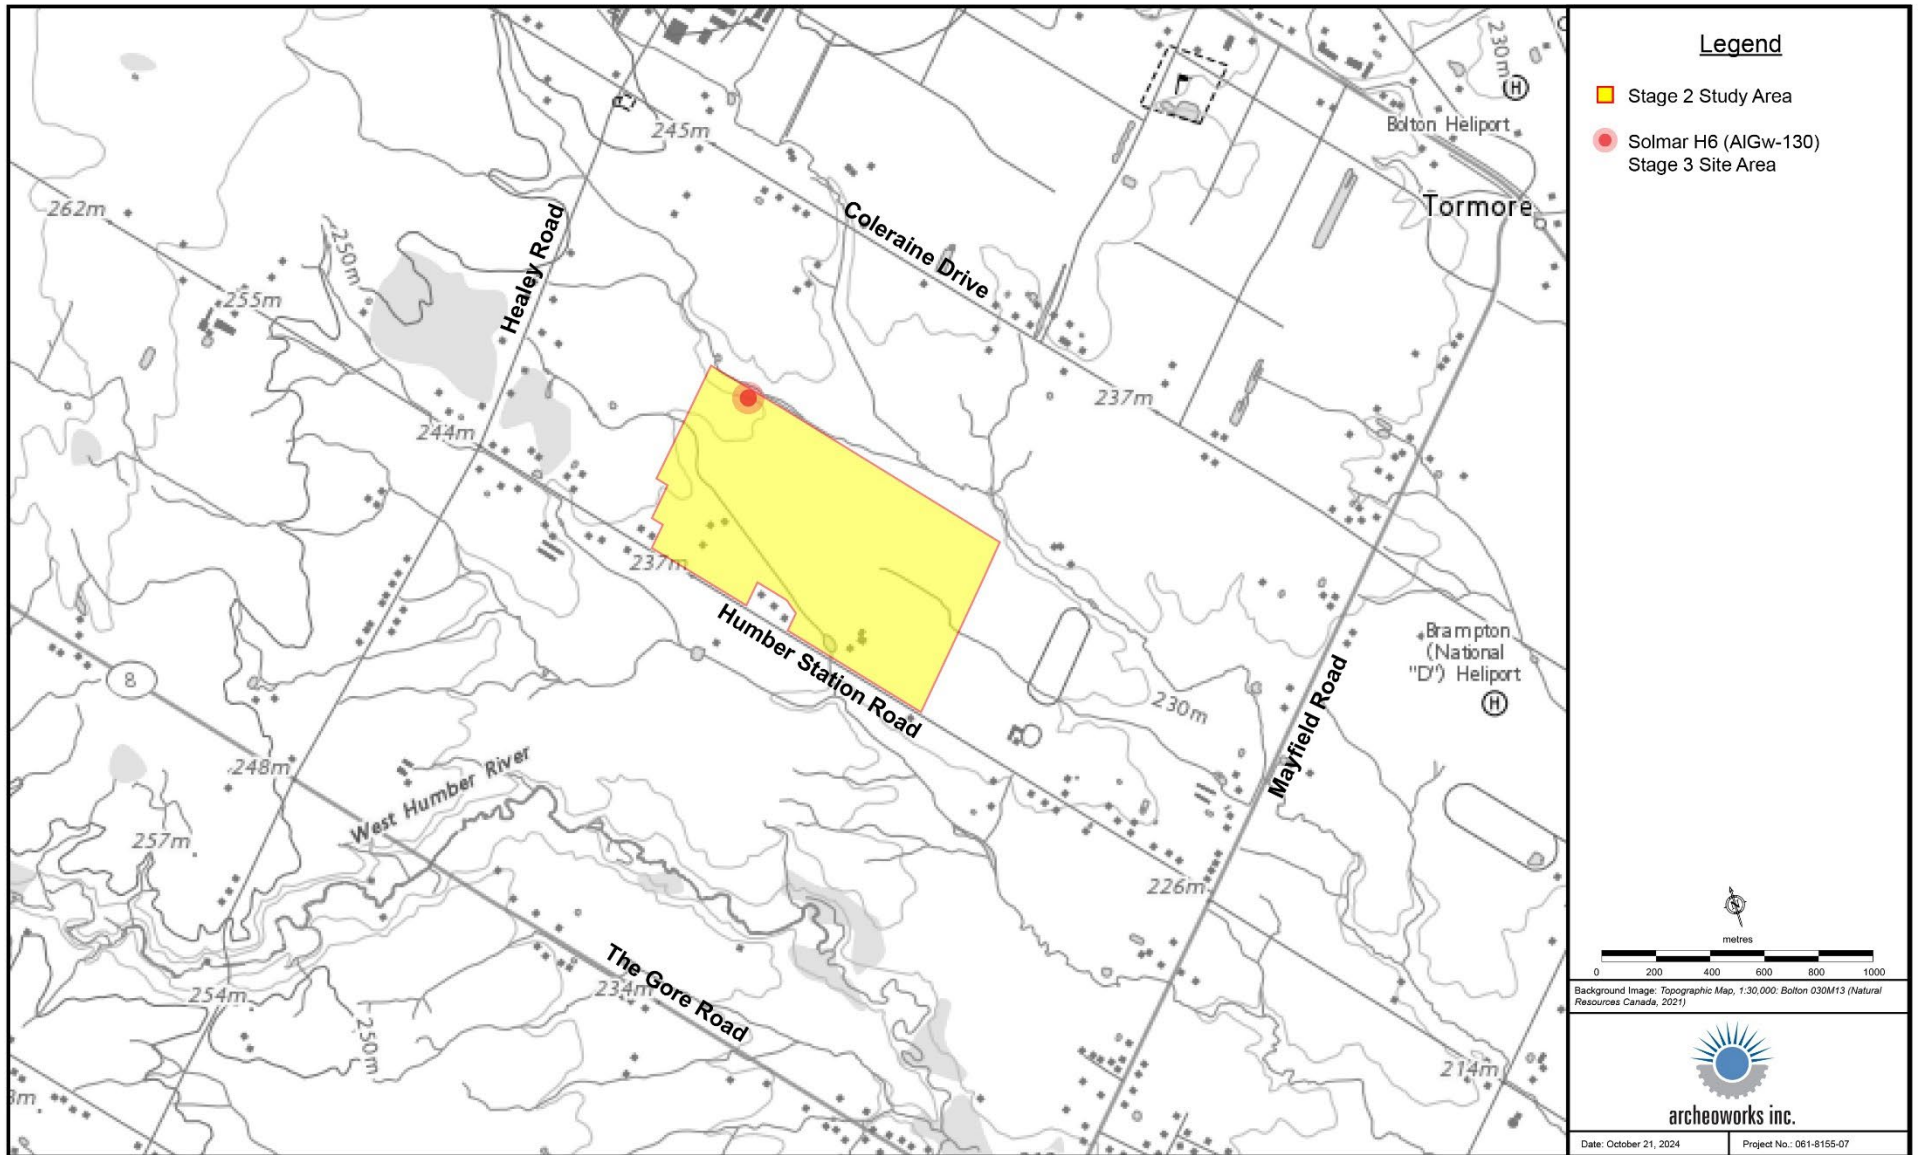 230m
H
Bolton Heliport
245m
Tormore
262m
Healey Road
Coleraine Drive
250m
255m
237m
244m
237m
Humber Station Road
Brampton
(National
"D") Heliport
H
8
230m
Mayfield Road
248m
West Humber River
257m
226m
The Gore Road
234m
254m
250m
214m
Legend
Stage 2 Study Area
Solmar H6 (AlGw-130)
Stage 3 Site Area
N
metres
0 200 400 600 800 1000
Background Image: Topographic Map, 1:30,000: Bolton 030M13 (Natural
Resources Canada, 2021)
archeoworks inc.
Date: October 21, 2024
Project No.: 061-8155-07